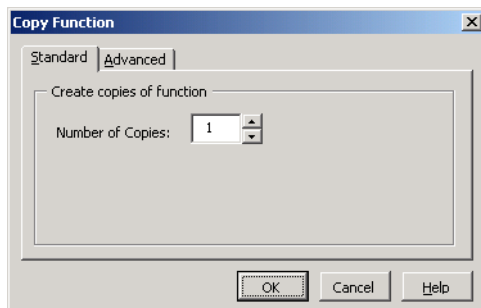 Copy Function
Standard Advanced
Create copies of function
Number of Copies: 1
OK Cancel Help